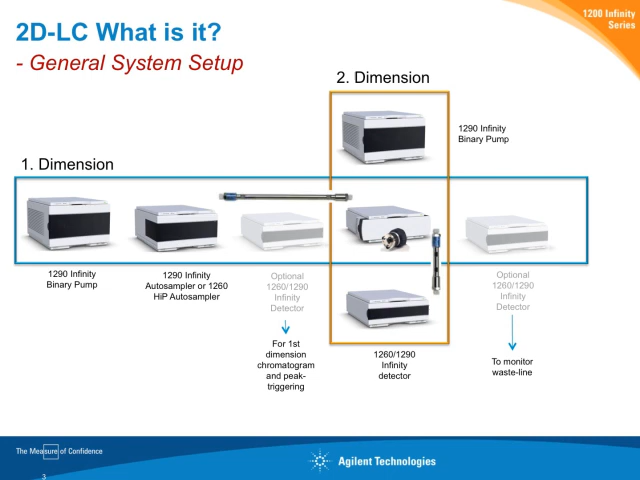 1200 Infinity
Series
2D-LC What is it?
- General System Setup
2. Dimension
1290 Infinity
Binary Pump
1. Dimension
1290 Infinity
Binary Pump
1290 Infinity
Autosampler or 1260
HiP Autosampler
Optional
1260/1290
Infinity
Detector
Optional
1260/1290
Infinity
Detector
For 1st
dimension
chromatogram
and peak-
triggering
1260/1290
Infinity
detector
To monitor
waste-line
The Measure of Confidence
Agilent Technologies
3